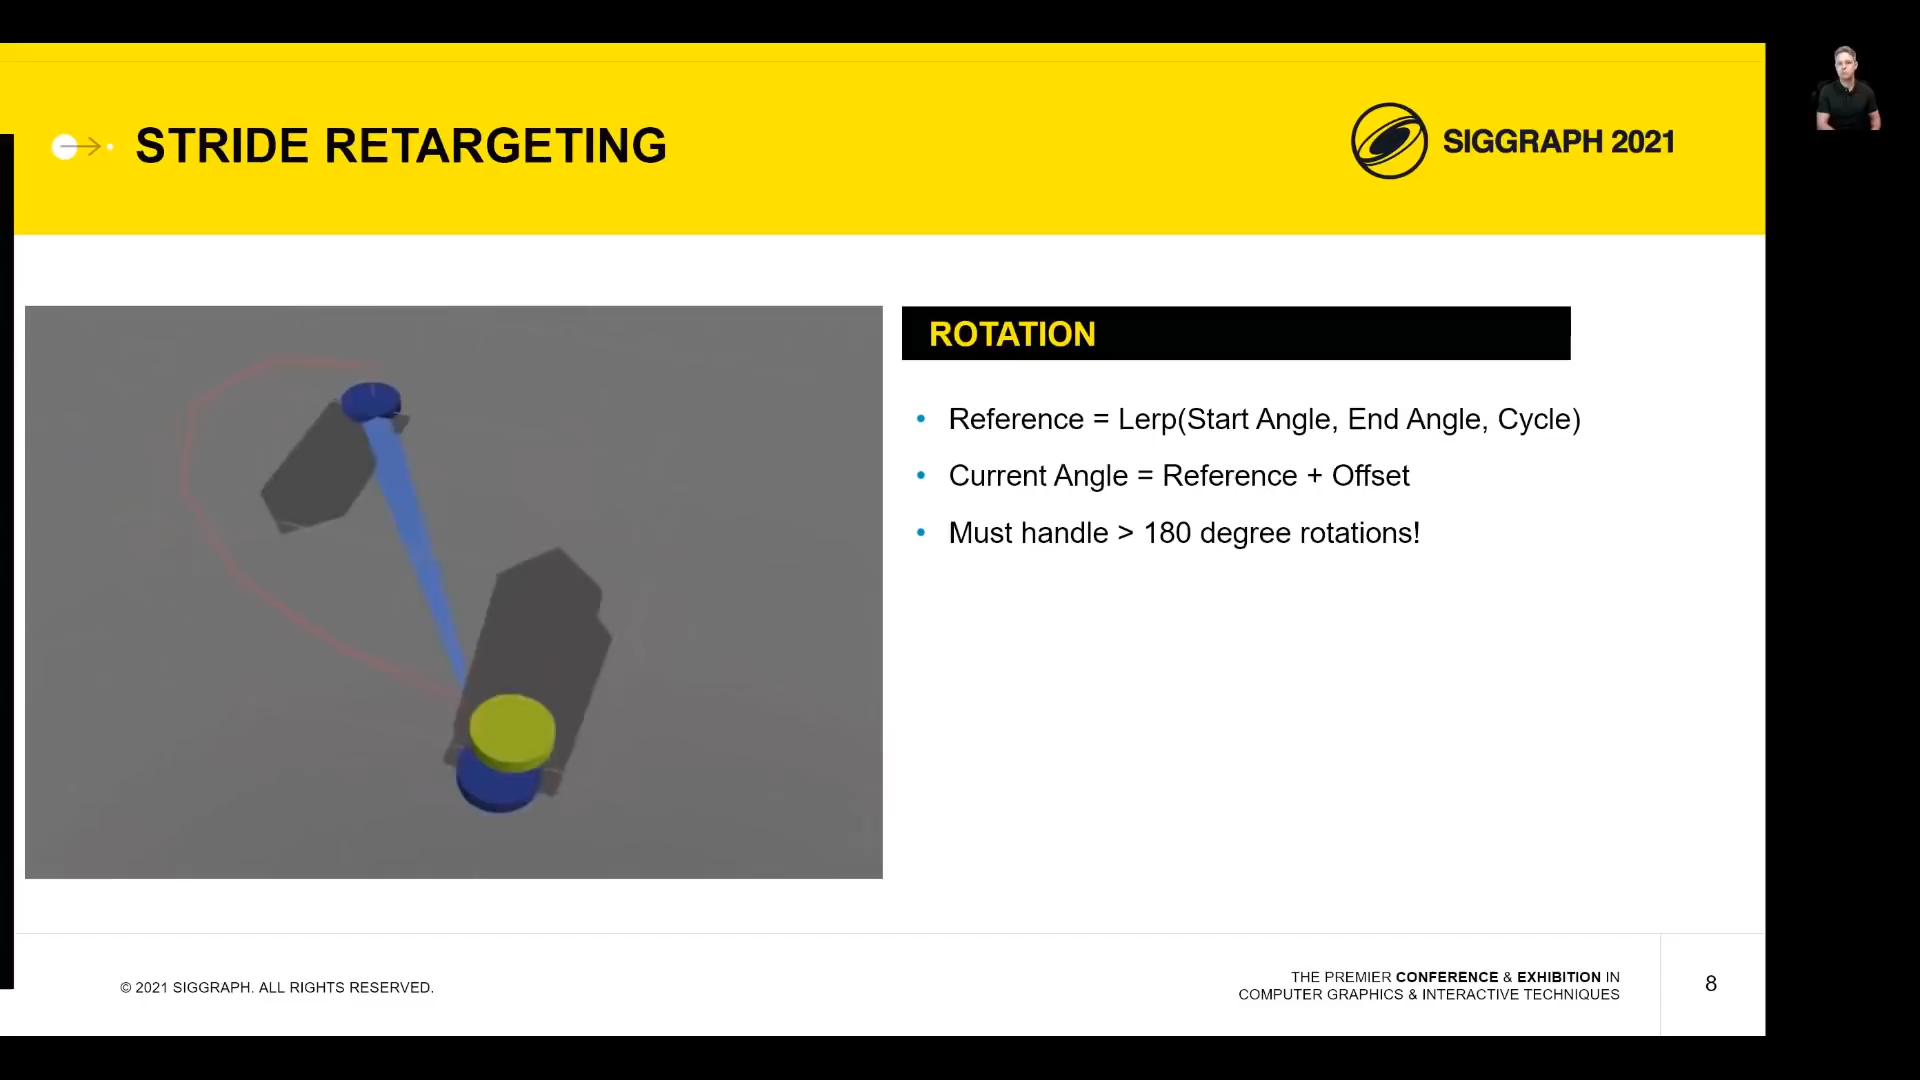 STRIDE RETARGETING
SIGGRAPH 2021
ROTATION
• Reference = Lerp(Start Angle, End Angle, Cycle)
• Current Angle = Reference + Offset
• Must handle > 180 degree rotations!
© 2021 SIGGRAPH. ALL RIGHTS RESERVED.
THE PREMIER CONFERENCE & EXHIBITION IN
COMPUTER GRAPHICS & INTERACTIVE TECHNIQUES
8